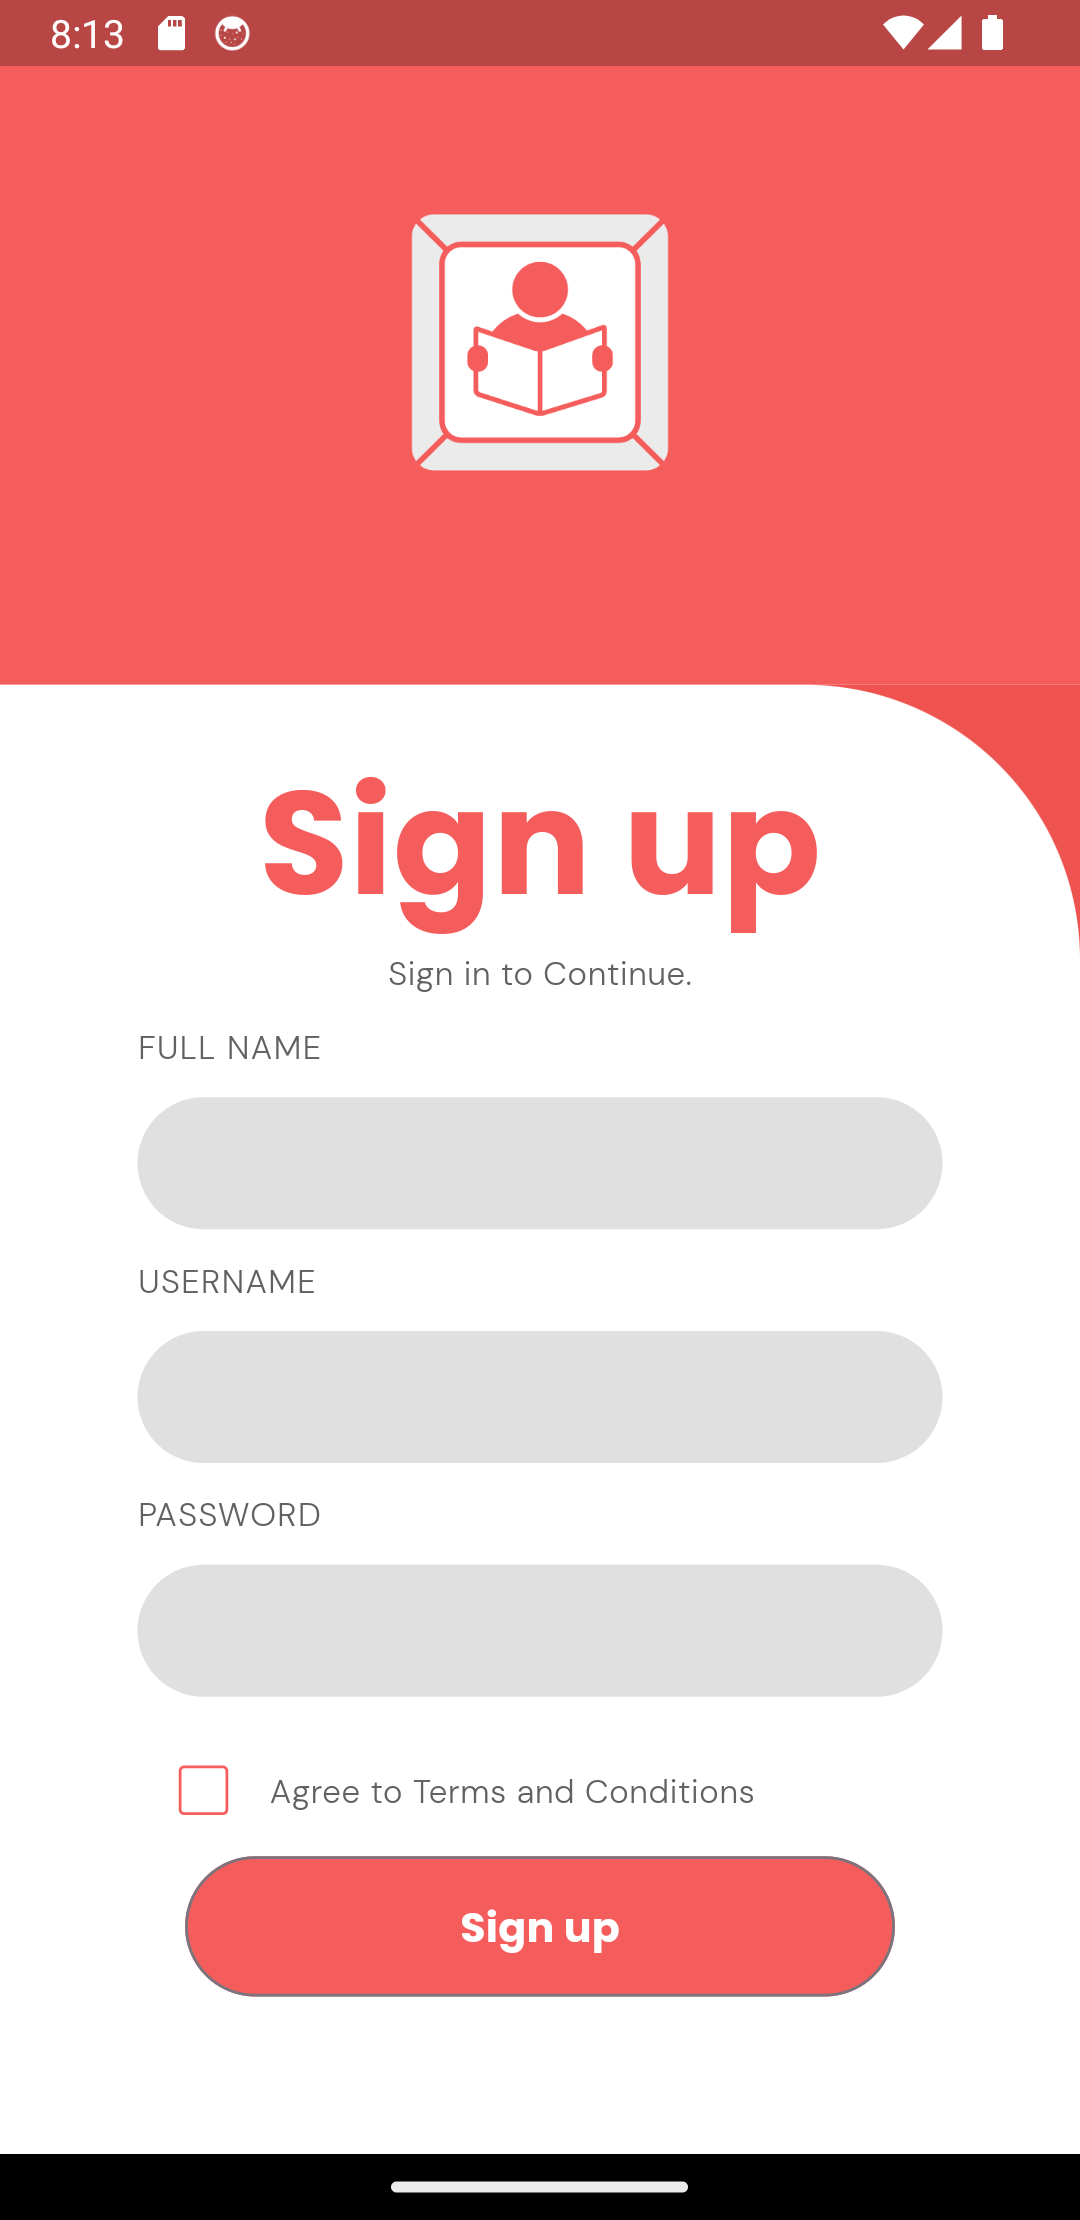 8:13
Sign up
Sign in to Continue.
FULL NAME
USERNAME
PASSWORD
Agree to Terms and Conditions
Sign up